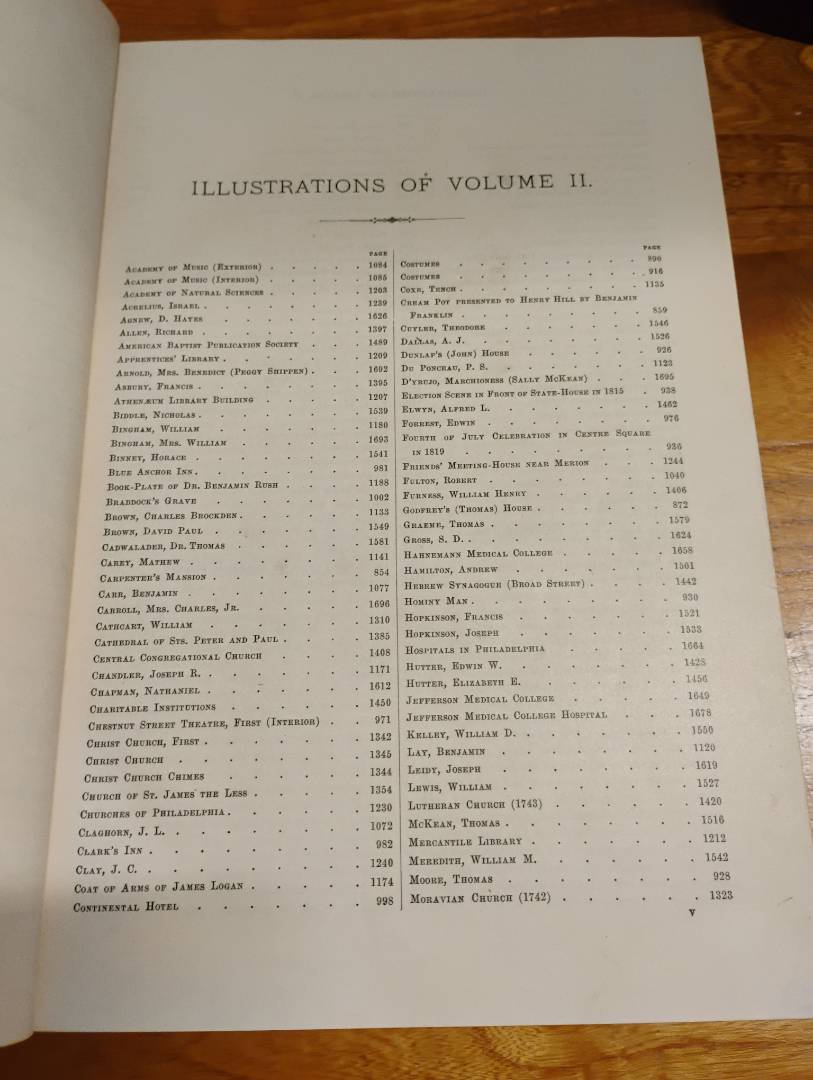 ILLUSTRATIONS OF VOLUME II.
PAGE
ACADEMY OF MUSIC (EXTERIOR) . . . . . 1084
ACADEMY OF MUSIC (INTERIOR) . . . . . 1085
ACADEMY OF NATURAL SCIENCES . . . . . 1203
AURELIUS, ISRAEL . . . . . . . . 1239
AGNEW, D. HAYES . . . . . . . 1626
ALLEN, RICHARD . . . . . . . . 1397
AMERICAN BAPTIST PUBLICATION SOCIETY . . . 1489
APPRENTICES' LIBRARY . . . . . . . 1209
ARNOLD, MRS. BENEDICT (PEGGY SHIPPEN) . . . 1692
ASBURY, FRANCIS . . . . . . . . 1395
ATHENÆUM LIBRARY BUILDING . . . . . 1207
BIDDLE, NICHOLAS . . . . . . . . 1539
BINGHAM, WILLIAM . . . . . . . 1180
BINGHAM, MRS. WILLIAM . . . . . . 1693
BINNEY, HORACE . . . . . . . . 1541
BLUE ANCHOR INN . . . . . . . . 981
BOOK-PLATE OF DR. BENJAMIN RUSH . . . . 1188
BRADDOCK'S GRAVE . . . . . . . 1002
BROWN, CHARLES BROCKDEN . . . . . . 1133
BROWN, DAVID PAUL . . . . . . . 1549
CADWALADER, DR. THOMAS . . . . . . 1581
CAREY, MATHEW . . . . . . . . 1141
CARPENTER'S MANSION . . . . . . . 854
CARR, BENJAMIN . . . . . . . . 1077
CARROLL, MRS. CHARLES, JR. . . . . . 1696
CATHCART, WILLIAM . . . . . . . 1310
CATHEDRAL OF STS. PETER AND PAUL . . . . 1385
CENTRAL CONGREGATIONAL CHURCH . . . . 1408
CHANDLER, JOSEPH R. . . . . . . . 1171
CHAPMAN, NATHANIEL . . . . . . . 1612
CHARITABLE INSTITUTIONS . . . . . . 1450
CHESTNUT STREET THEATRE, FIRST (INTERIOR) . . 971
CHRIST CHURCH, FIRST . . . . . . . 1342
CHRIST CHURCH . . . . . . . . 1345
CHRIST CHURCH CHIMES . . . . . . 1344
CHURCH OF ST. JAMES THE LESS . . . . . 1354
CHURCHES OF PHILADELPHIA . . . . . . 1230
CLAGHORN, J. L. . . . . . . . . 1072
CLARK'S INN . . . . . . . . . 982
CLAY, J. C. . . . . . . . . . 1240
COAT OF ARMS OF JAMES LOGAN . . . . . 1174
CONTINENTAL HOTEL . . . . . . . 998
PAGE
COSTUMES . . . . . . . . . 890
COSTUMES . . . . . . . . . 916
COXE, TENCH . . . . . . . . . 1135
CREAM POT PRESENTED TO HENRY HILL BY BENJAMIN
FRANKLIN . . . . . . . . . 859
CUYLER, THEODORE . . . . . . . 1546
DALLAS, A. J. . . . . . . . . 1526
DUNLAP'S (JOHN) HOUSE . . . . . . 926
DU PONCEAU, P. S. . . . . . . . 1123
D'YRUJO, MARCHIONESS (SALLY MCKEAN) . . . 1695
ELECTION SCENE IN FRONT OF STATE-HOUSE IN 1815 . 938
ELWYN, ALFRED L. . . . . . . . 1462
FORREST, EDWIN . . . . . . . . 976
FOURTH OF JULY CELEBRATION IN CENTRE SQUARE
IN 1819 . . . . . . . . . 936
FRIENDS' MEETING-HOUSE NEAR MERION . . . 1244
FULTON, ROBERT . . . . . . . . 1040
FURNESS, WILLIAM HENRY . . . . . . 1406
GODFREY'S (THOMAS) HOUSE . . . . . . 872
GRAEME, THOMAS . . . . . . . . 1579
GROSS, S. D. . . . . . . . . . 1624
HAHNEMANN MEDICAL COLLEGE . . . . . 1658
HAMILTON, ANDREW . . . . . . . 1501
HEBREW SYNAGOGUE (BROAD STREET) . . . . 1442
HOMINY MAN . . . . . . . . . 930
HOPKINSON, FRANCIS . . . . . . . 1521
HOPKINSON, JOSEPH . . . . . . . 1533
HOSPITALS IN PHILADELPHIA . . . . . 1664
HUTTER, EDWIN W. . . . . . . . 1428
HUTTER, ELIZABETH E. . . . . . . 1456
JEFFERSON MEDICAL COLLEGE . . . . . 1649
JEFFERSON MEDICAL COLLEGE HOSPITAL . . . 1678
KELLEY, WILLIAM D. . . . . . . . 1550
LAY, BENJAMIN . . . . . . . . 1120
LEIDY, JOSEPH . . . . . . . . 1619
LEWIS, WILLIAM . . . . . . . . 1527
LUTHERAN CHURCH (1743) . . . . . . 1420
MCKEAN, THOMAS . . . . . . . . 1516
MERCANTILE LIBRARY . . . . . . . 1212
MEREDITH, WILLIAM M. . . . . . . 1542
MOORE, THOMAS . . . . . . . . 928
MORAVIAN CHURCH (1742) . . . . . . 1323
V